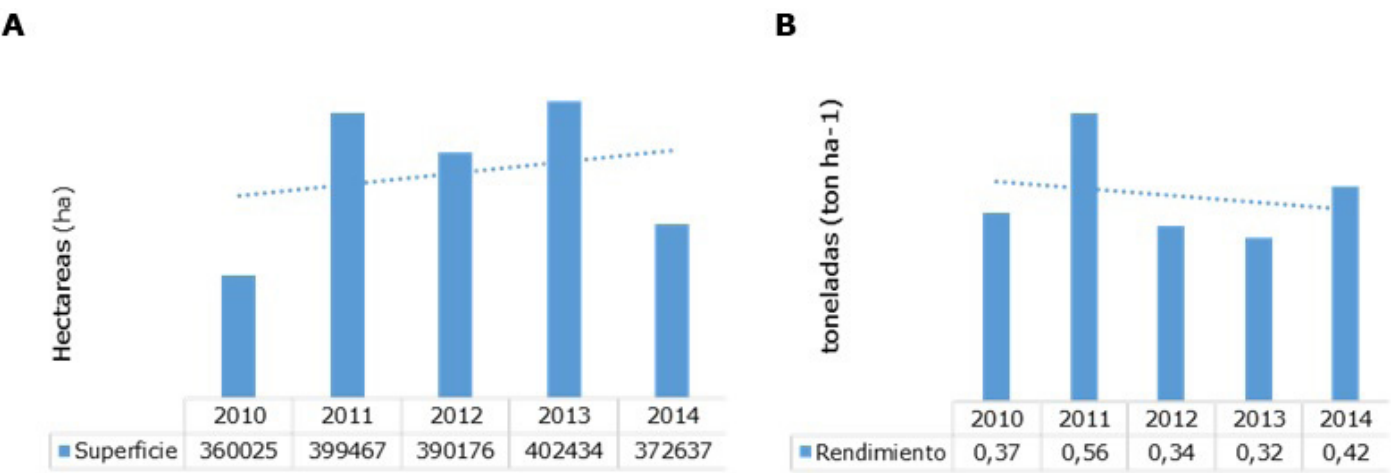 A
Hectareas (ha)
2010 2011 2012 2013 2014
Superficie 360025 399467 390176 402434 372637
B
toneladas (ton ha-1)
2010 2011 2012 2013 2014
Rendimiento 0,37 0,56 0,34 0,32 0,42